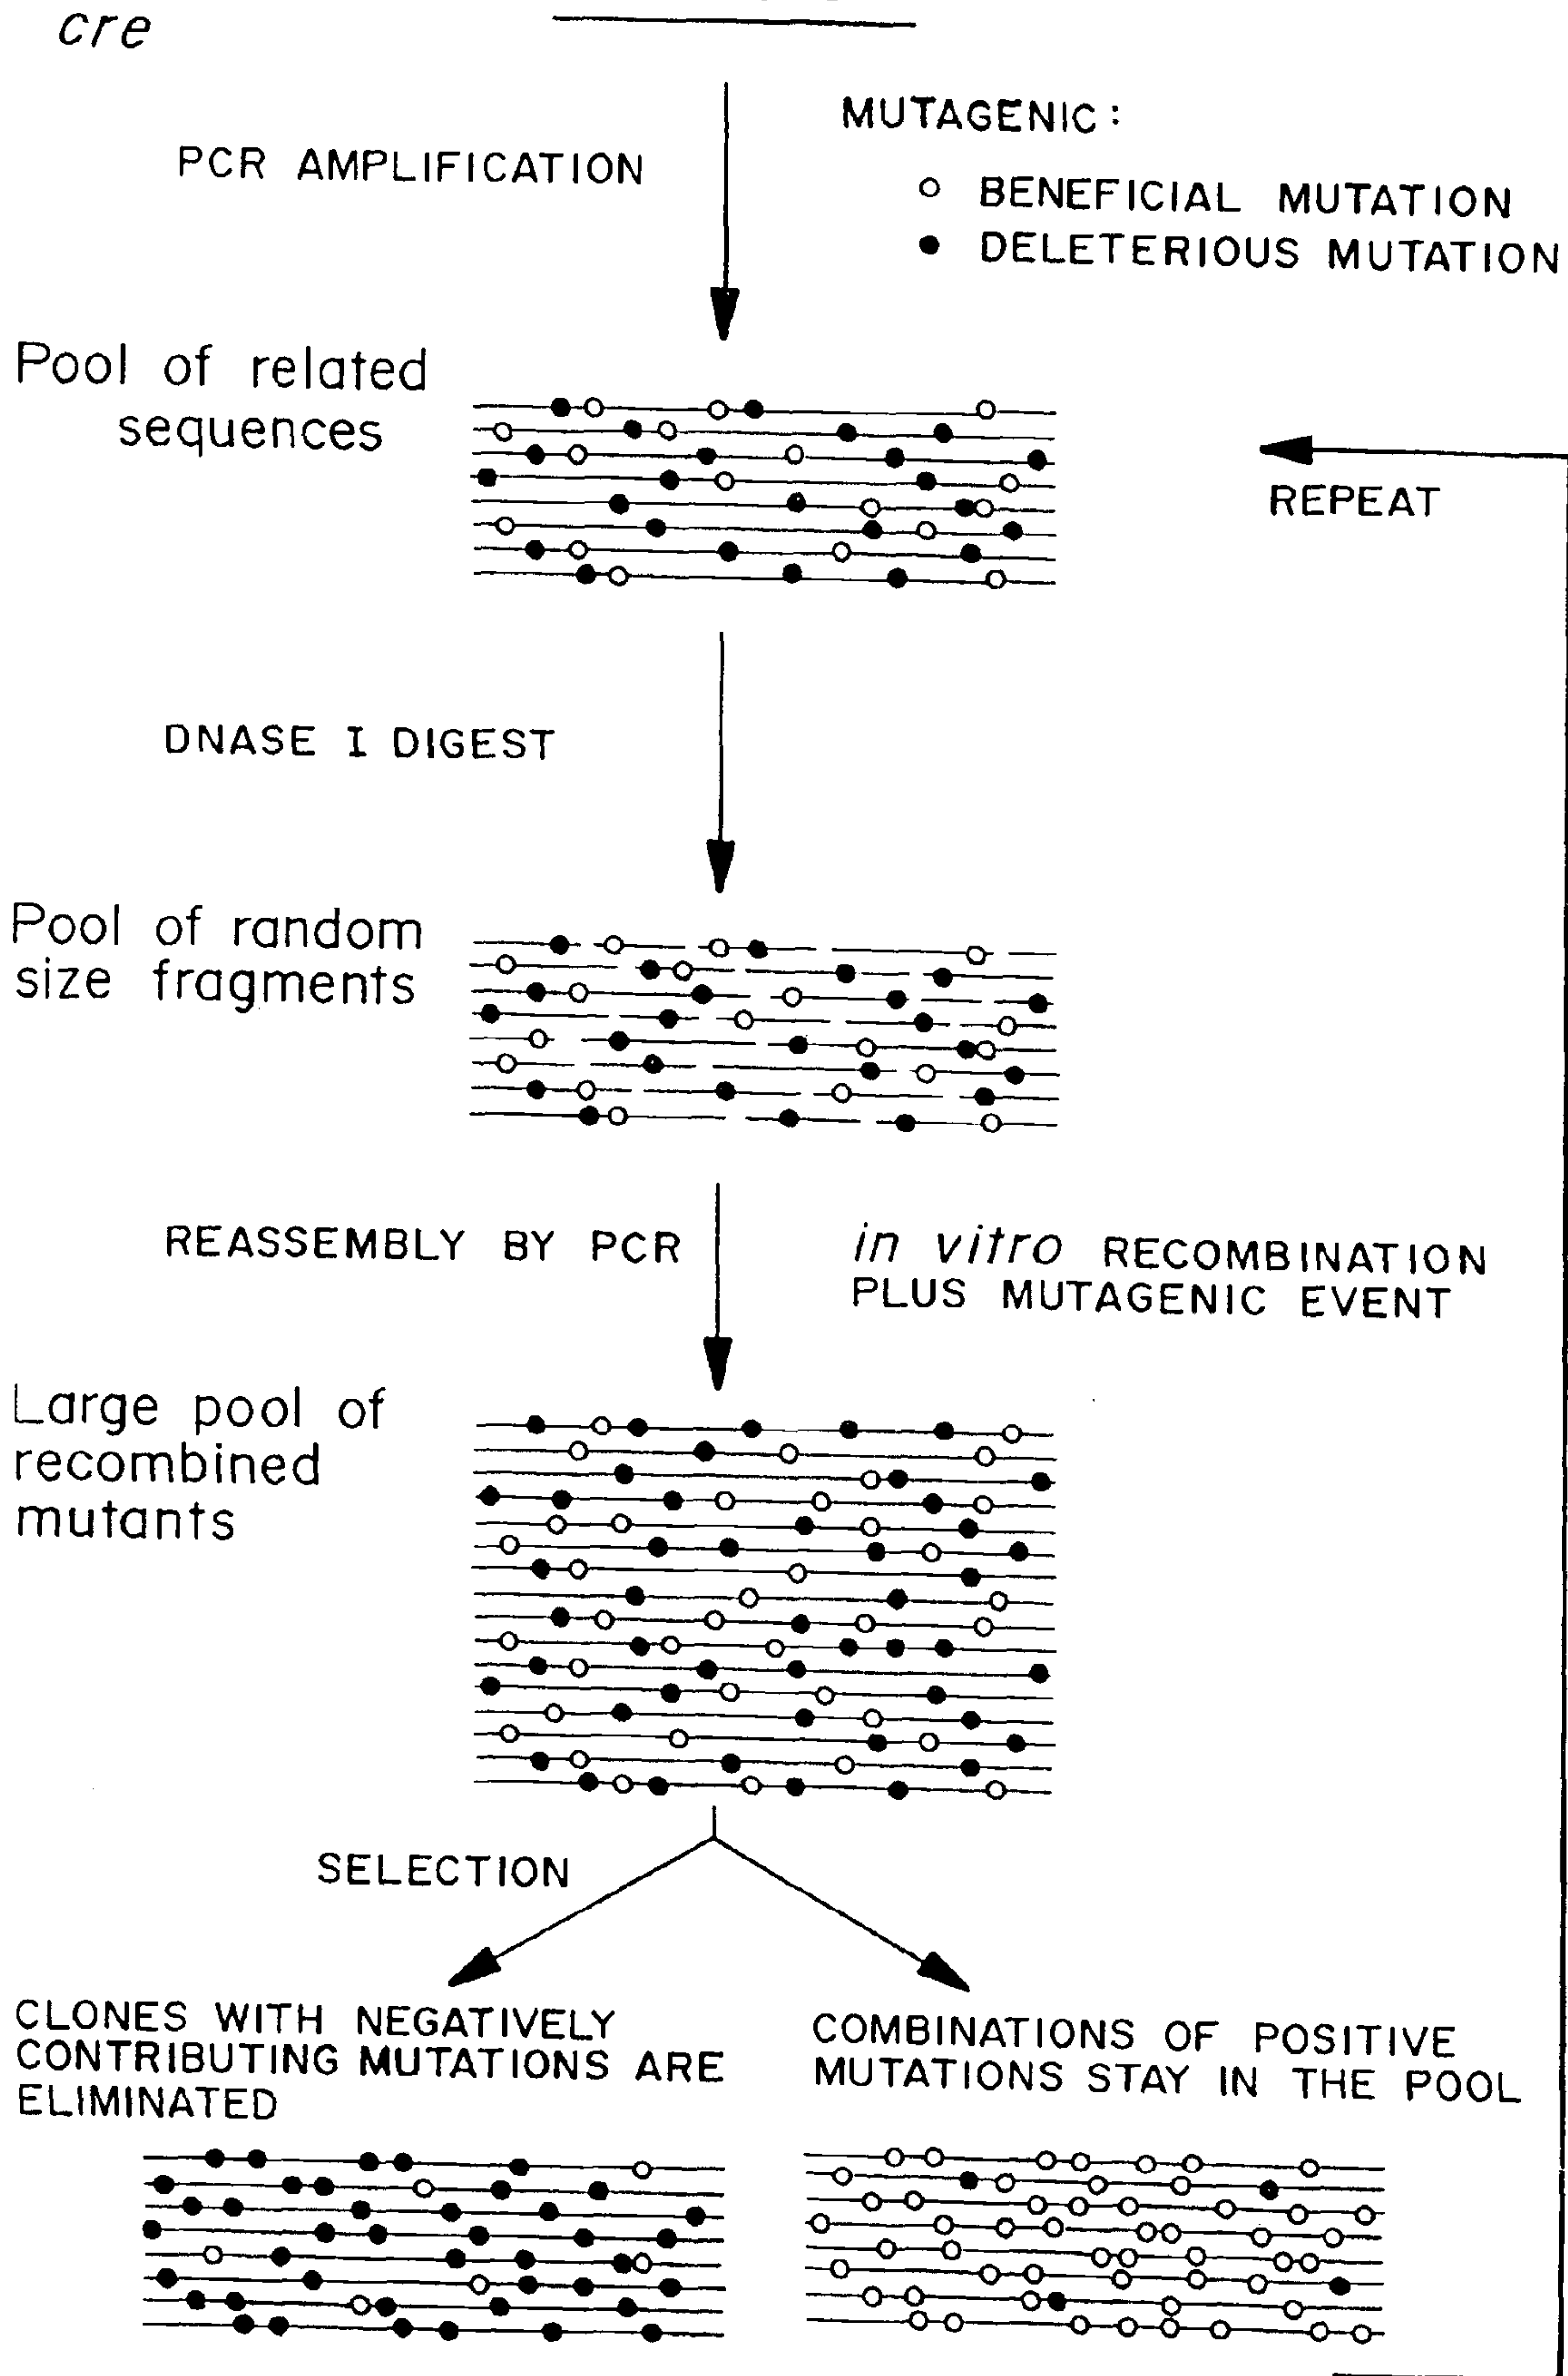 cre
PCR AMPLIFICATION
MUTAGENIC:
BENEFICIAL MUTATION
DELETERIOUS MUTATION
Pool of related
sequences
REPEAT
DNASE I DIGEST
Pool of random
size fragments
REASSEMBLY BY PCR
in vitro RECOMBINATION
PLUS MUTAGENIC EVENT
Large pool of
recombined
mutants
SELECTION
CLONES WITH NEGATIVELY
CONTRIBUTING MUTATIONS ARE
ELIMINATED
COMBINATIONS OF POSITIVE
MUTATIONS STAY IN THE POOL